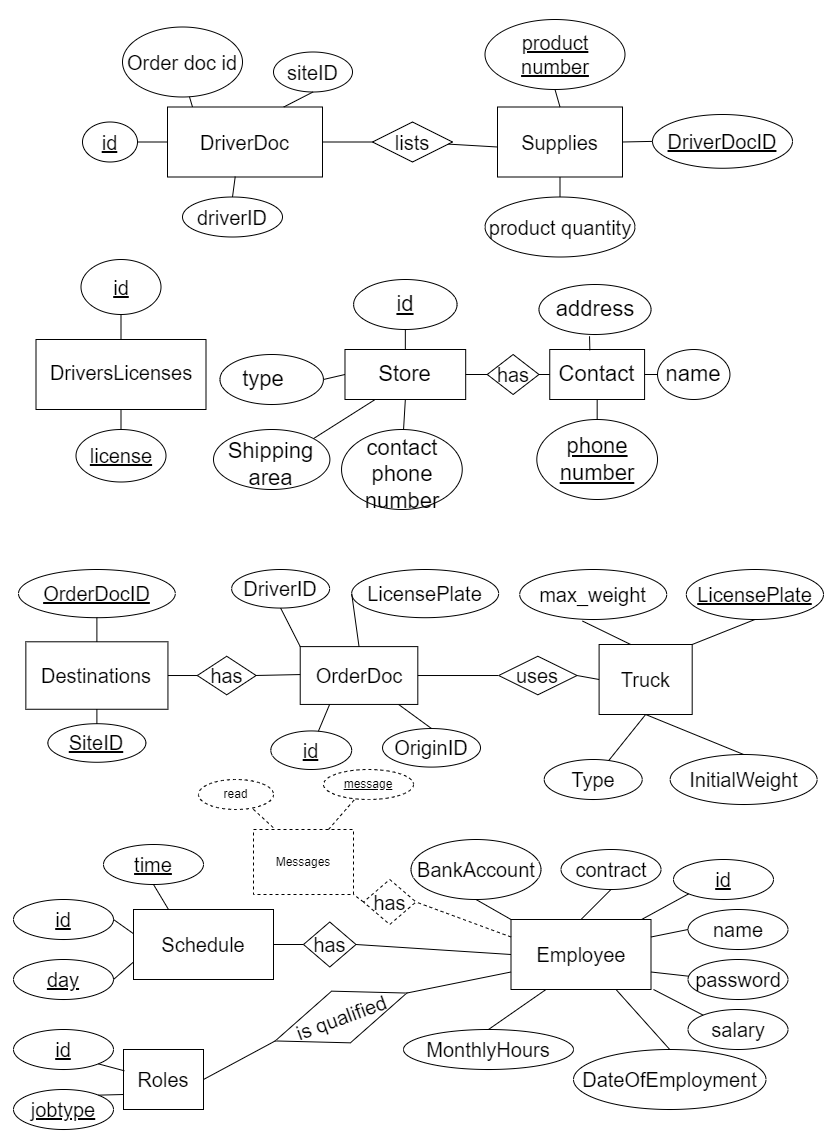 Order doc id
siteID
product
number
id
DriverDoc
lists
Supplies
DriverDocID
driverID
product quantity
id
id
address
DriversLicenses
type
Store
has
Contact
name
license
Shipping
area
contact
phone
number
phone
number
OrderDocID
DriverID
LicensePlate
max_weight
LicensePlate
Destinations
has
OrderDoc
uses
Truck
SiteID
id
OriginID
Type
InitialWeight
read
message
Messages
time
BankAccount
contract
id
has
id
Schedule
has
Employee
name
day
password
is qualified
salary
id
MonthlyHours
Roles
DateOfEmployment
jobtype